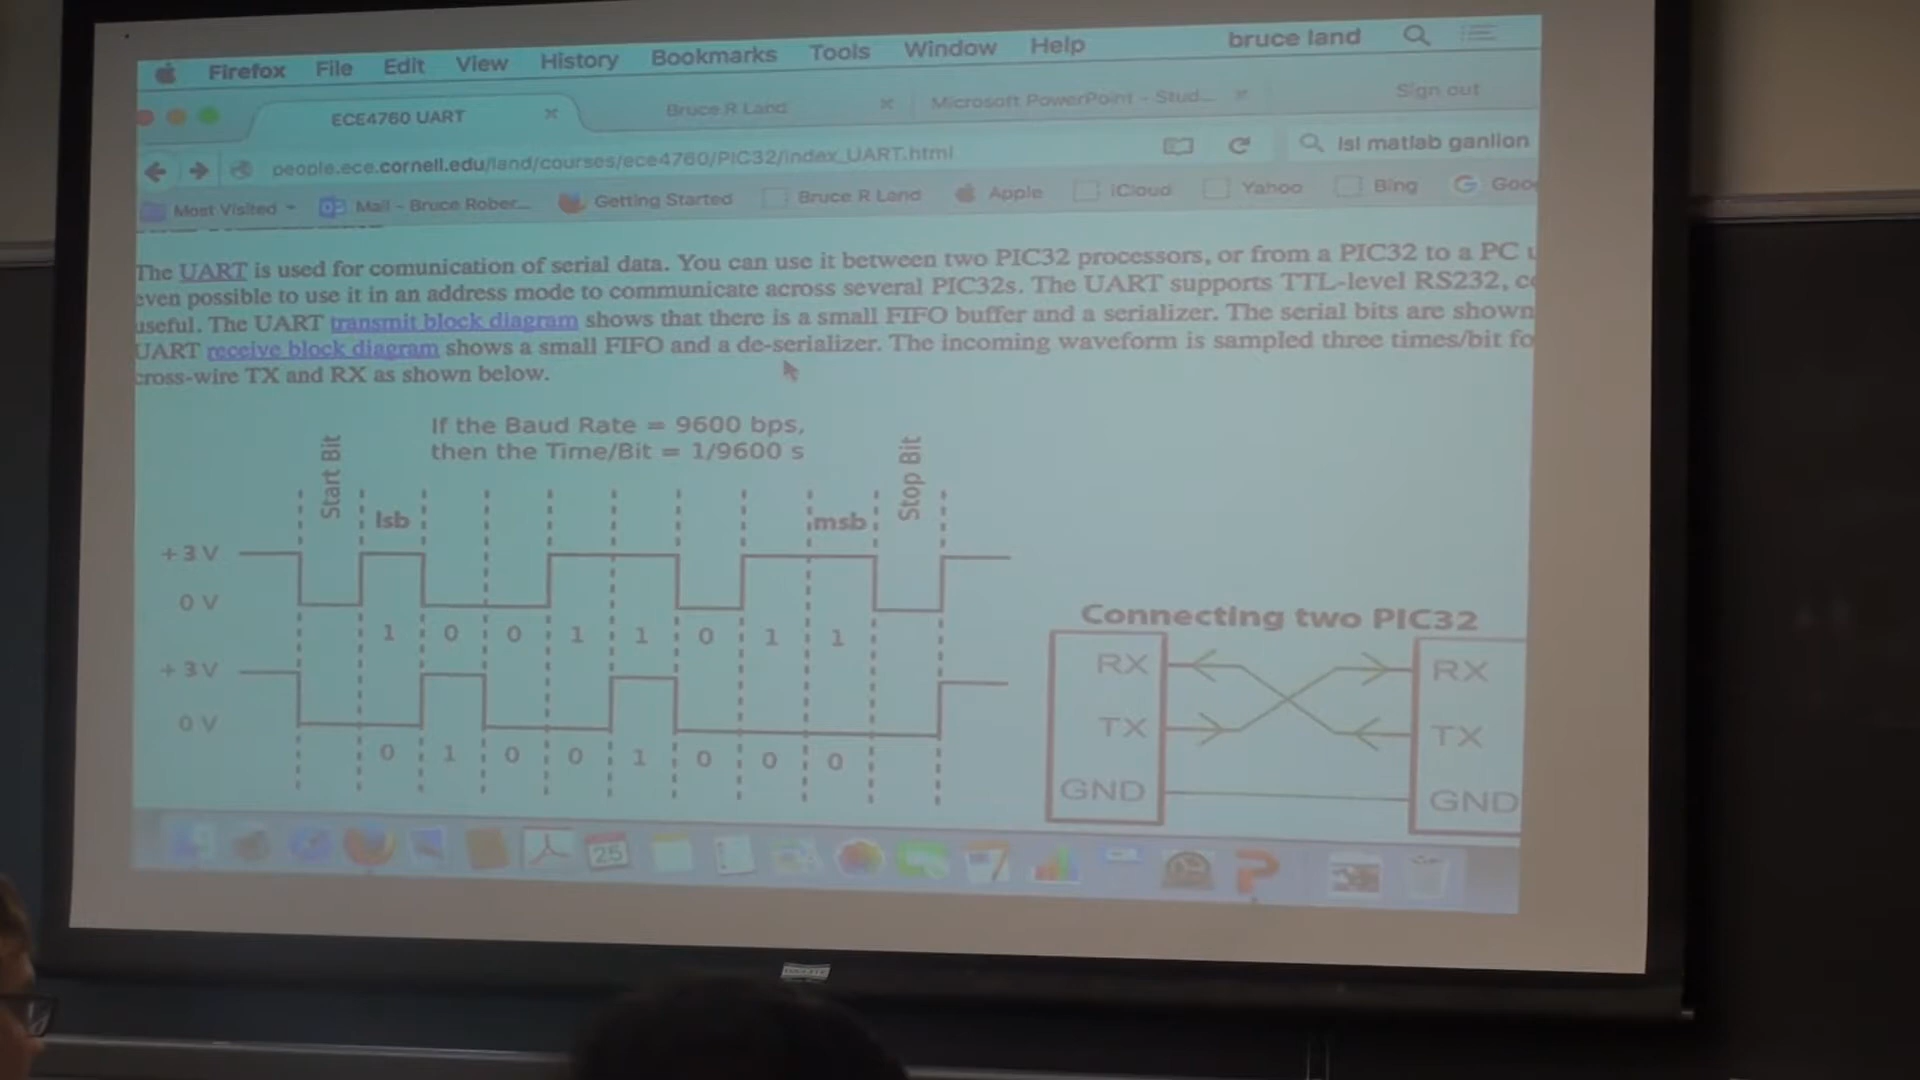 Firefox File Edit View History Bookmarks Tools Window Help bruce land
ECE4760 UART Bruce R Land Microsoft PowerPoint - Stud... Sign out
people.ece.cornell.edu/land/courses/ece4760/PIC32/index_UART.html lsl matlab ganlion
Most Visited Mail - Bruce Rober... Getting Started Bruce R Land Apple iCloud Yahoo Bing Goo
The UART is used for comunication of serial data. You can use it between two PIC32 processors, or from a PIC32 to a PC u
even possible to use it in an address mode to communicate across several PIC32s. The UART supports TTL-level RS232, co
useful. The UART transmit block diagram shows that there is a small FIFO buffer and a serializer. The serial bits are shown
UART receive block diagram shows a small FIFO and a de-serializer. The incoming waveform is sampled three times/bit fo
cross-wire TX and RX as shown below.
If the Baud Rate = 9600 bps,
then the Time/Bit = 1/9600 s
Start Bit
Stop Bit
lsb
msb
+3 V
0 V
1 0 0 1 1 0 1 1
+3 V
0 V
0 1 0 0 1 0 0 0
Connecting two PIC32
RX RX
TX TX
GND GND
25